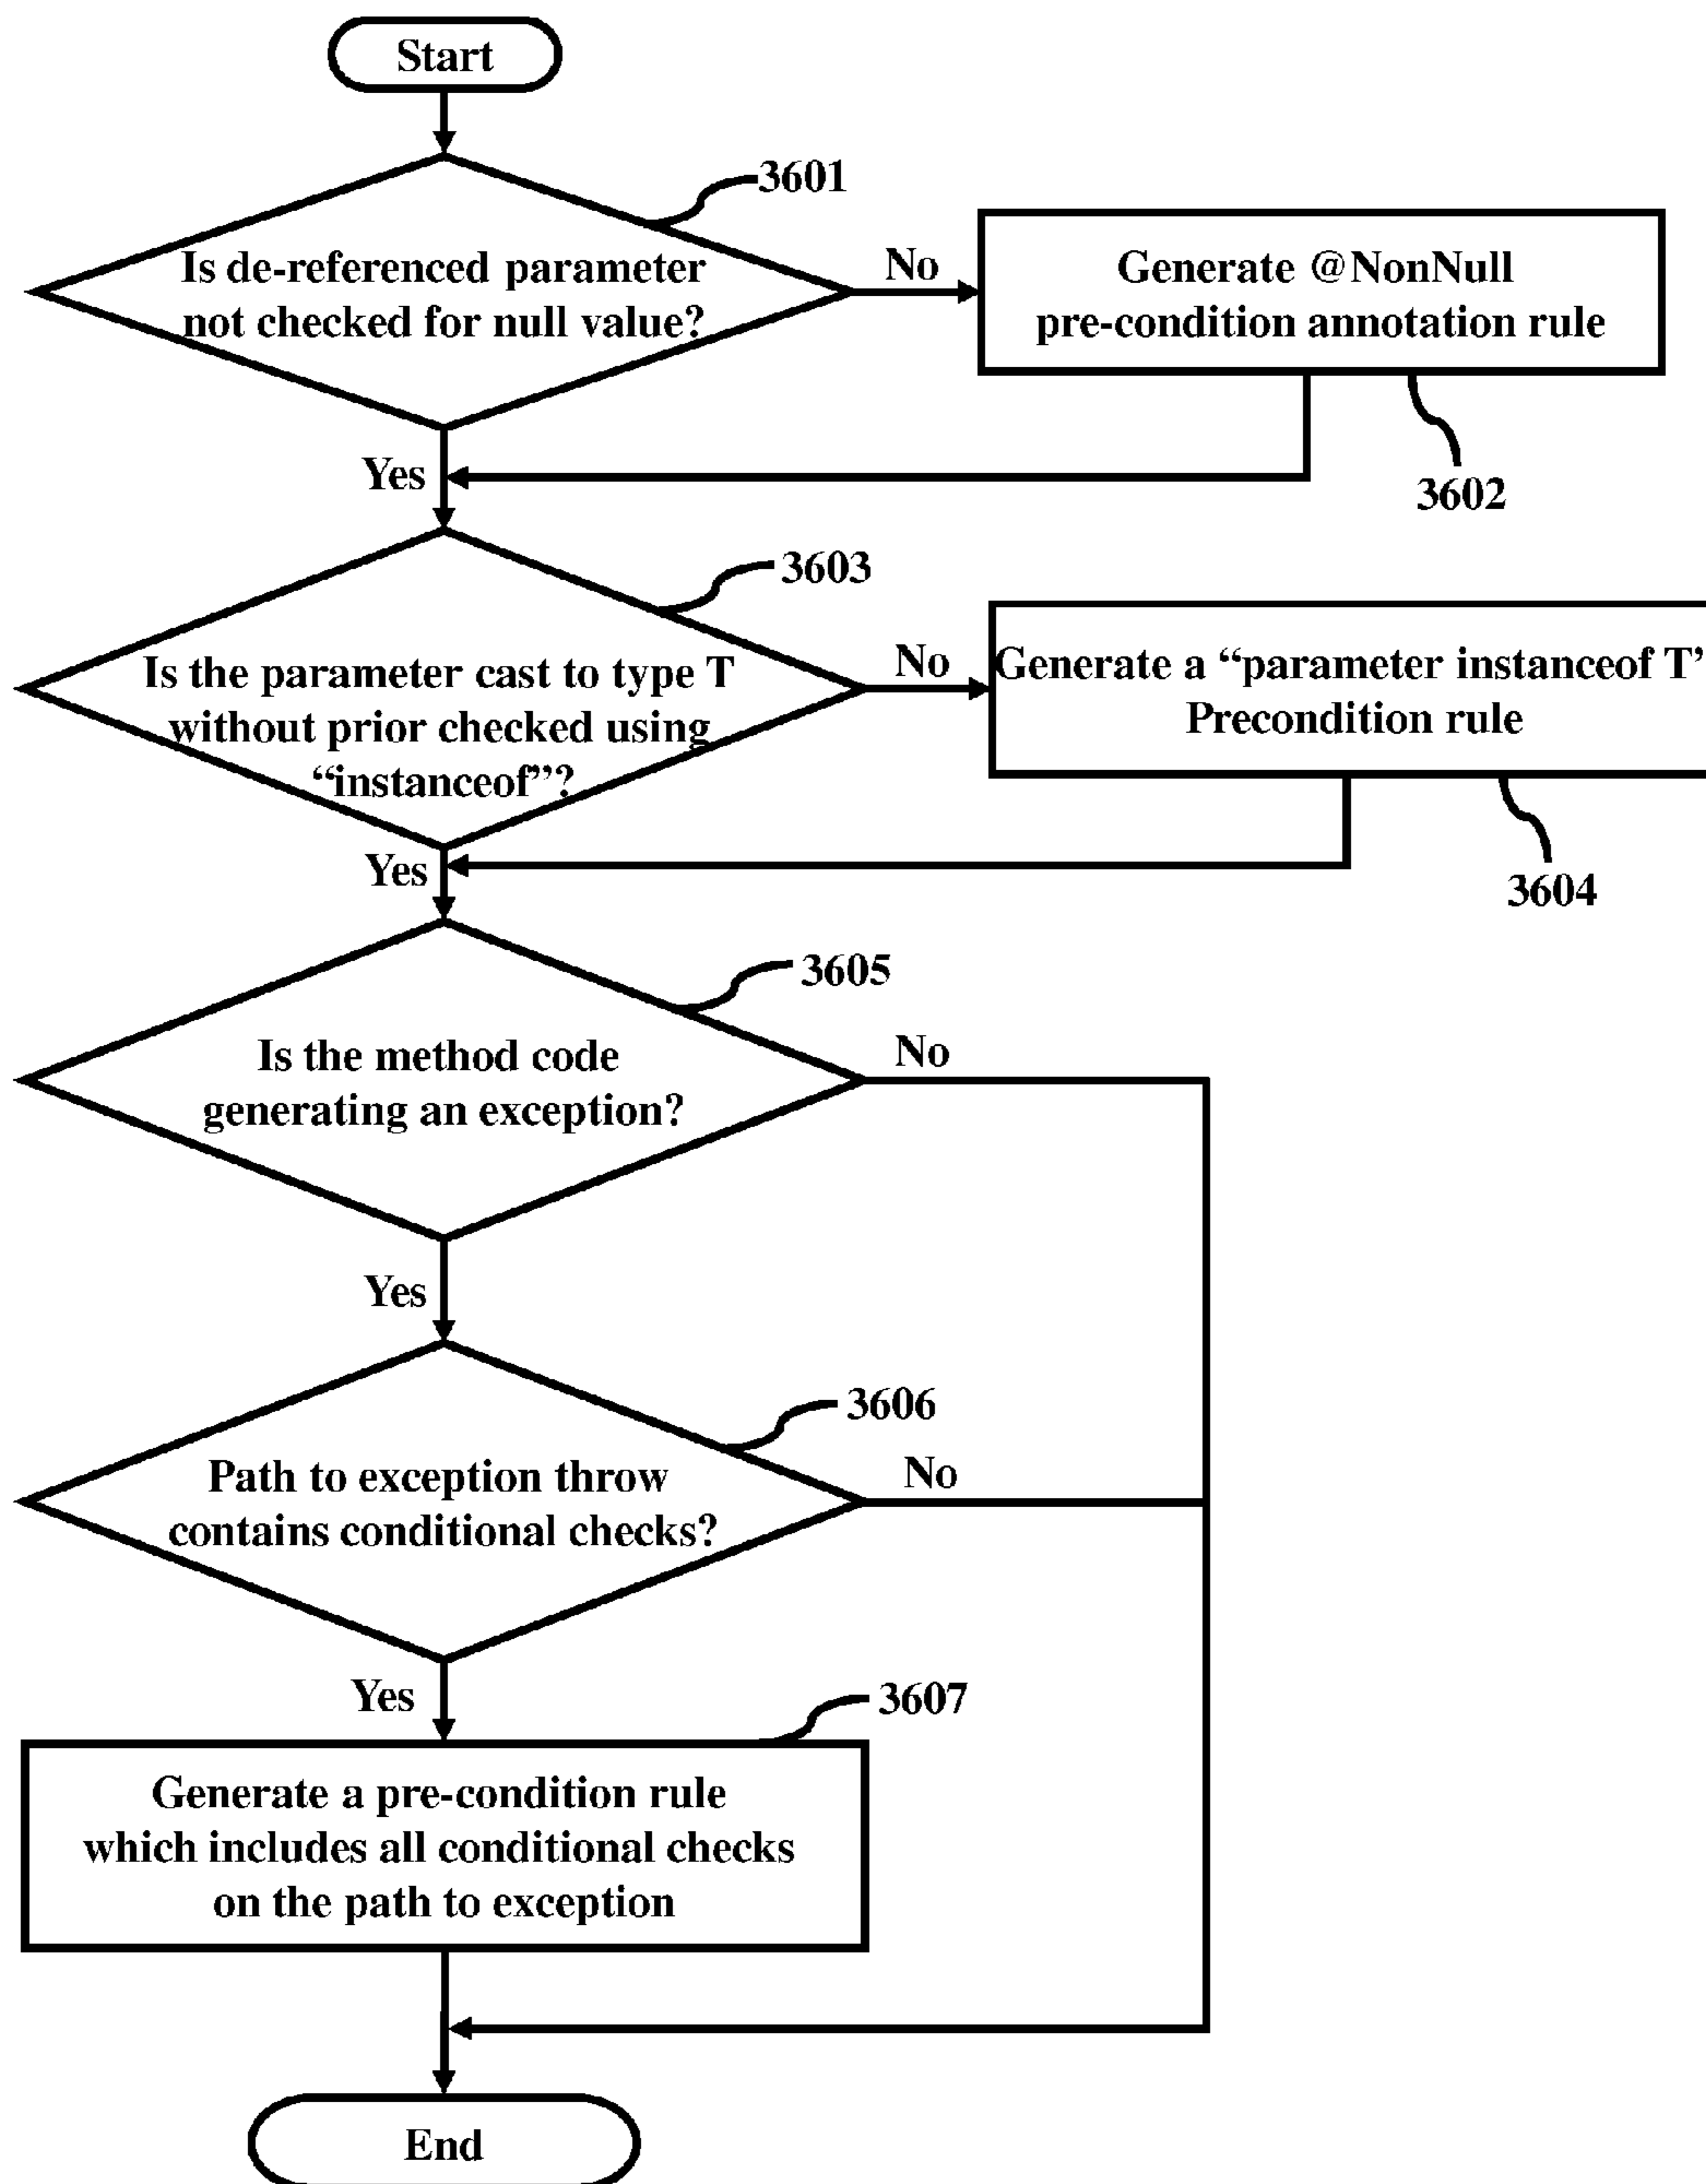 Start
3601
Is de-referenced parameter
not checked for null value?
No
Generate @NonNull
pre-condition annotation rule
Yes
3602
3603
Is the parameter cast to type T
without prior checked using
“instanceof”?
No
Generate a “parameter instanceof T’
Precondition rule
Yes
3604
3605
Is the method code
generating an exception?
No
Yes
3606
Path to exception throw
contains conditional checks?
No
Yes
3607
Generate a pre-condition rule
which includes all conditional checks
on the path to exception
End